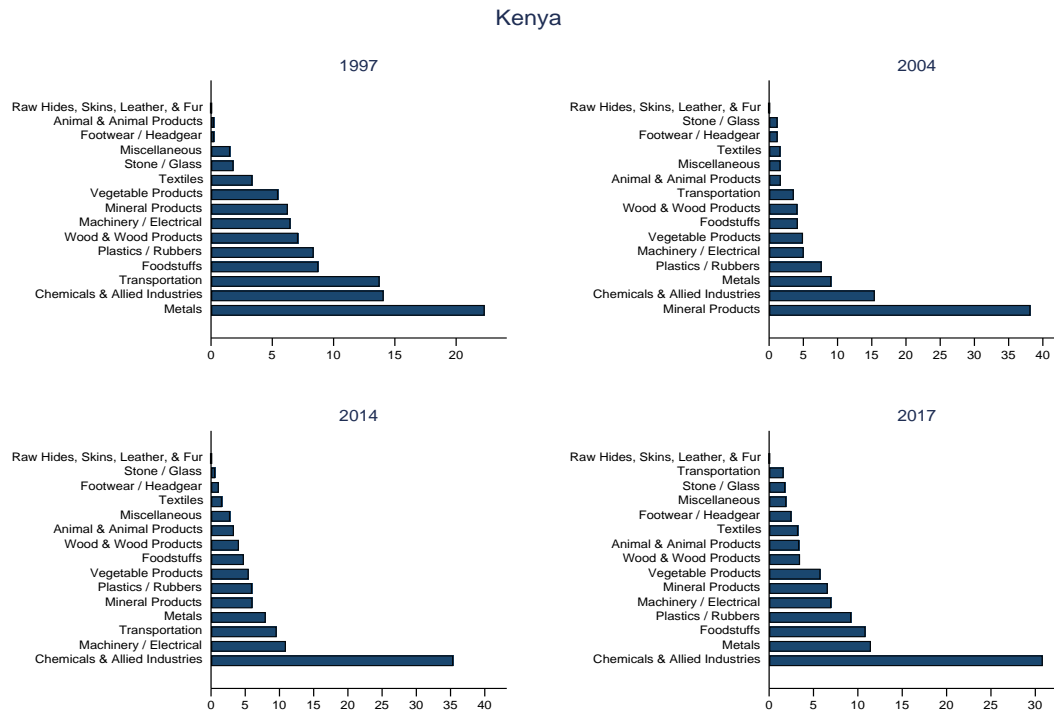 Kenya
1997
Raw Hides, Skins, Leather, & Fur
Animal & Animal Products
Footwear / Headgear
Miscellaneous
Stone / Glass
Textiles
Vegetable Products
Mineral Products
Machinery / Electrical
Wood & Wood Products
Plastics / Rubbers
Foodstuffs
Transportation
Chemicals & Allied Industries
Metals
0 5 10 15 20
2004
Raw Hides, Skins, Leather, & Fur
Stone / Glass
Footwear / Headgear
Textiles
Miscellaneous
Animal & Animal Products
Transportation
Wood & Wood Products
Foodstuffs
Vegetable Products
Machinery / Electrical
Plastics / Rubbers
Metals
Chemicals & Allied Industries
Mineral Products
0 5 10 15 20 25 30 35 40
2014
Raw Hides, Skins, Leather, & Fur
Stone / Glass
Footwear / Headgear
Textiles
Miscellaneous
Animal & Animal Products
Wood & Wood Products
Foodstuffs
Vegetable Products
Plastics / Rubbers
Mineral Products
Metals
Transportation
Machinery / Electrical
Chemicals & Allied Industries
0 5 10 15 20 25 30 35 40
2017
Raw Hides, Skins, Leather, & Fur
Transportation
Stone / Glass
Miscellaneous
Footwear / Headgear
Textiles
Animal & Animal Products
Wood & Wood Products
Vegetable Products
Mineral Products
Machinery / Electrical
Plastics / Rubbers
Foodstuffs
Metals
Chemicals & Allied Industries
0 5 10 15 20 25 30